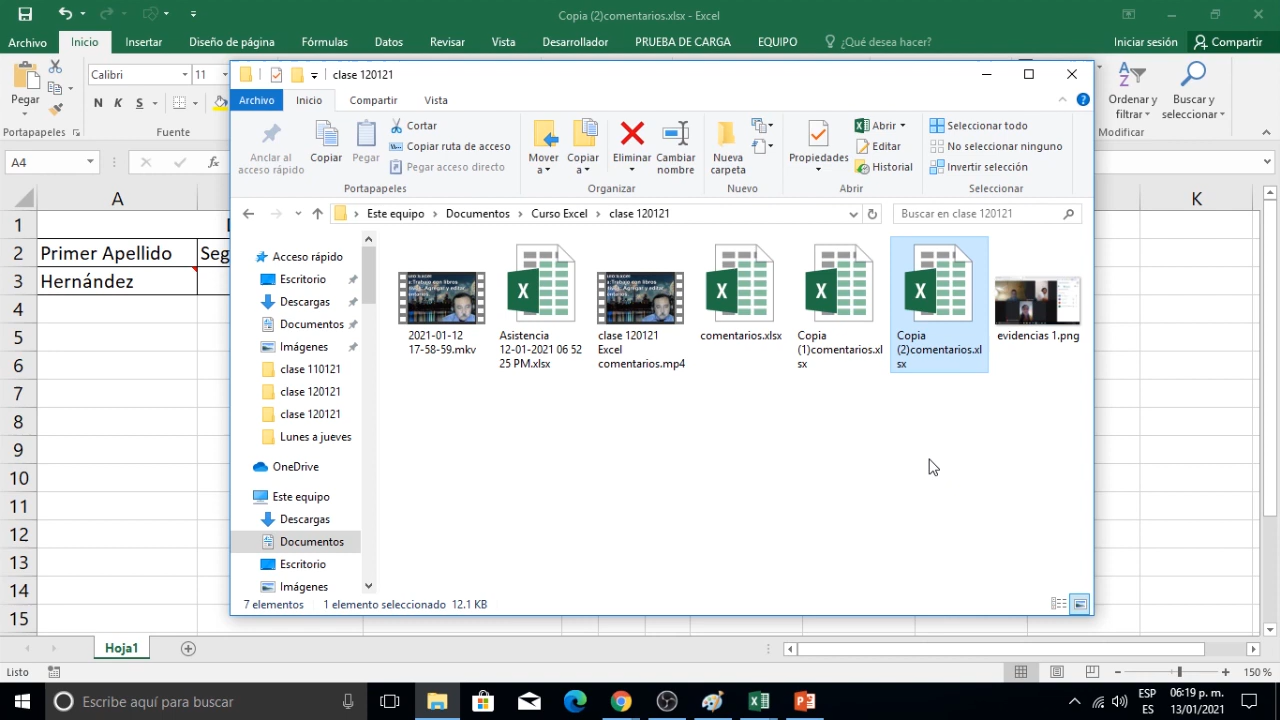 Copia (2)comentarios.xlsx - Excel
Archivo Inicio Insertar Diseño de página Fórmulas Datos Revisar Vista Desarrollador PRUEBA DE CARGA EQUIPO ¿Qué desea hacer? Iniciar sesión Compartir
Calibri 11
Pegar
N K S
Portapapeles Fuente
Ordenar y filtrar
Buscar y seleccionar
Modificar
A4 fx
A K
1
2 Primer Apellido Seg
3 Hernández
4
5
6
7
8
9
10
11
12
13
14
15
clase 120121
Archivo Inicio Compartir Vista
Anclar al acceso rápido
Copiar
Pegar
Cortar
Copiar ruta de acceso
Pegar acceso directo
Portapapeles
Mover a
Copiar a
Eliminar
Cambiar nombre
Organizar
Nueva carpeta
Nuevo
Propiedades
Abrir
Editar
Historial
Abrir
Seleccionar todo
No seleccionar ninguno
Invertir selección
Seleccionar
Este equipo Documentos Curso Excel clase 120121
Buscar en clase 120121
Acceso rápido
Escritorio
Descargas
Documentos
Imágenes
clase 110121
clase 120121
clase 120121
Lunes a jueves
OneDrive
Este equipo
Descargas
Documentos
Escritorio
Imágenes
2021-01-12
17-58-59.mkv
Asistencia
12-01-2021 06 52
25 PM.xlsx
clase 120121
Excel
comentarios.mp4
comentarios.xlsx
Copia
(1)comentarios.xl
sx
Copia
(2)comentarios.xl
sx
evidencias 1.png
7 elementos 1 elemento seleccionado 12.1 KB
Hoja1
Listo 150 %
Escribe aquí para buscar
ESP
ES
06:19 p. m.
13/01/2021